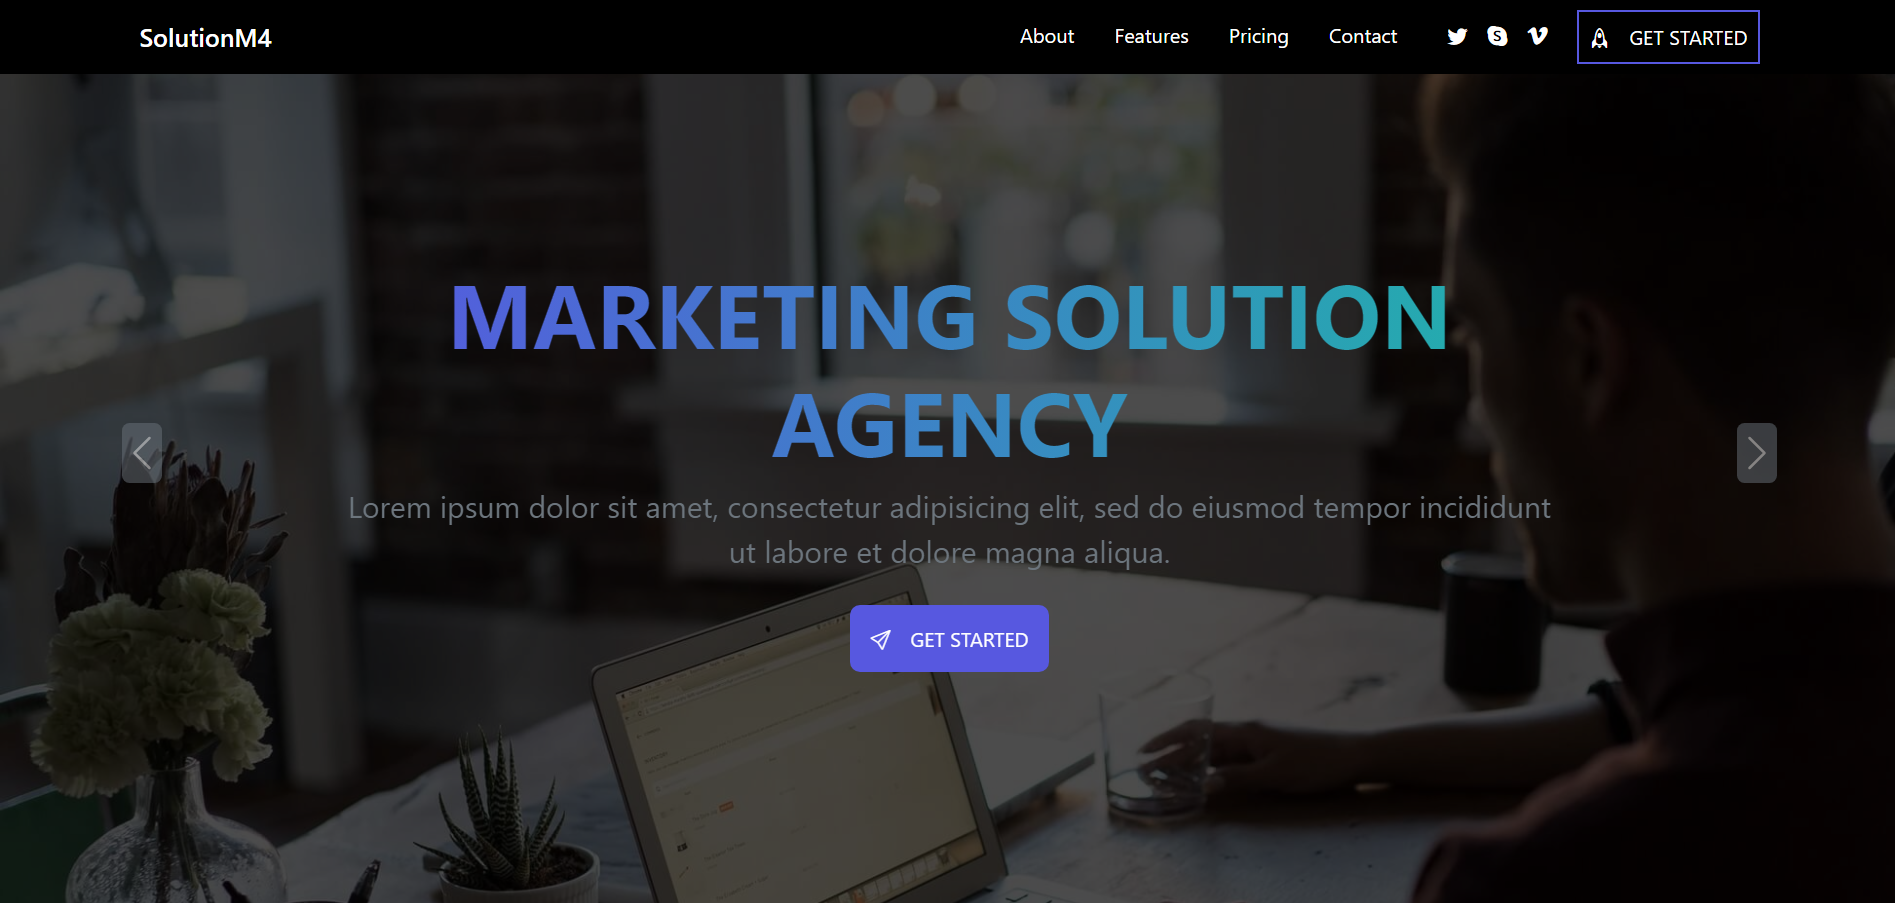 SolutionM4
About
Features
Pricing
Contact
GET STARTED
MARKETING SOLUTION
AGENCY
Lorem ipsum dolor sit amet, consectetur adipisicing elit, sed do eiusmod tempor incididunt
ut labore et dolore magna aliqua.
GET STARTED